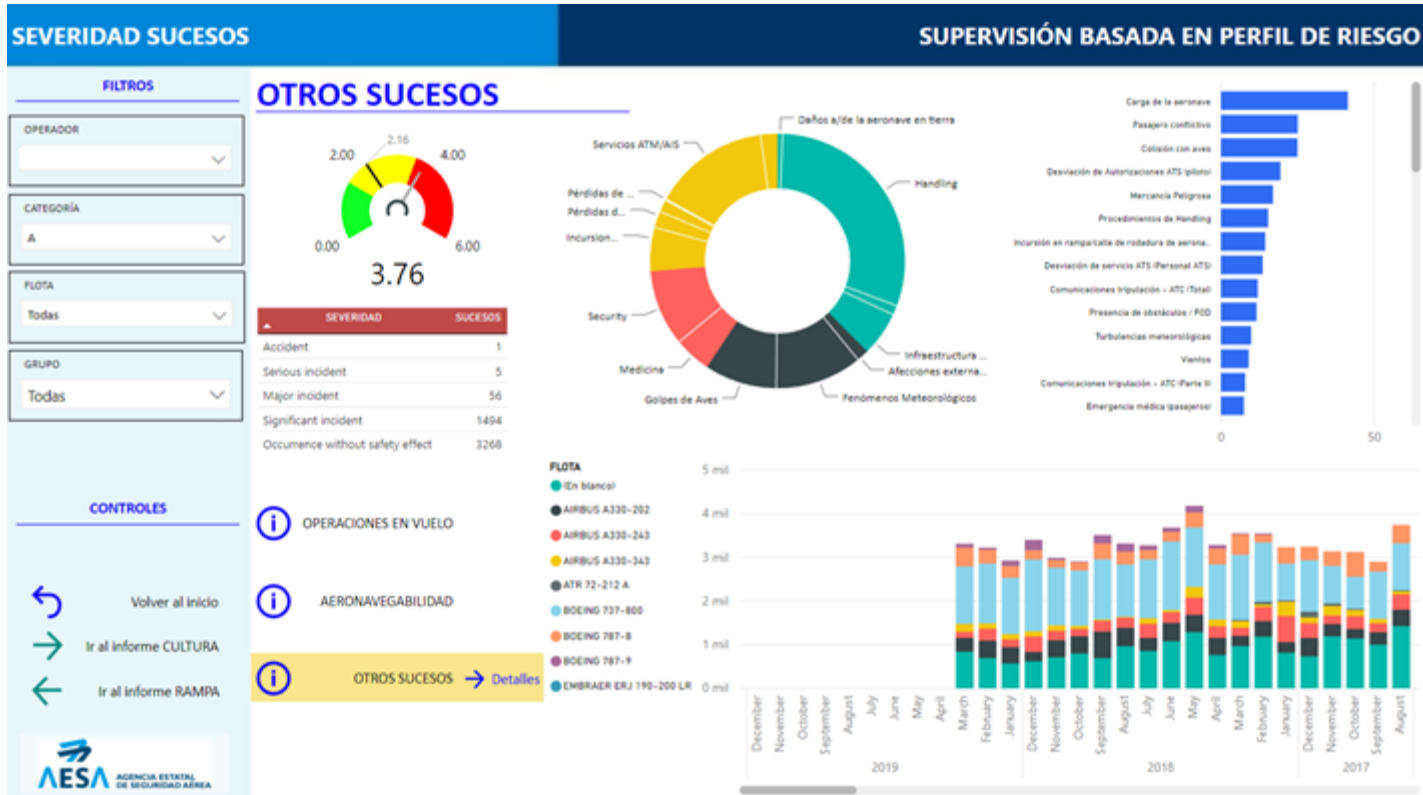 SEVERIDAD SUCESOS
SUPERVISIÓN BASADA EN PERFIL DE RIESGO
FILTROS
OPERADOR
CATEGORÍA
A
FLOTA
Todas
GRUPO
Todas
CONTROLES
Volver al inicio
Ir al informe CULTURA
Ir al informe RAMPA
AESA AGENCIA ESTATAL
DE SEGURIDAD AÉREA
OTROS SUCESOS
2.16
2.00 4.00
0.00 6.00
3.76
SEVERIDAD SUCESOS
Accident 1
Serious incident 5
Major incident 56
Significant incident 1494
Occurrence without safety effect 3268
OPERACIONES EN VUELO
AERONAVEGABILIDAD
OTROS SUCESOS Detalles
Daños a/de la aeronave en tierra
Servicios ATM/AIS
Handling
Pérdidas de ...
Pérdidas d...
Incursion...
Security
Medicina
Golpes de Aves
Infraestructura ...
Afecciones externa...
Fenómenos Meteorológicos
Carga de la aeronave
Pasajero conflictivo
Colisión con aves
Desviación de Autorizaciones ATS (piloto)
Mercancía Peligrosa
Procedimientos de Handling
Incursión en rampa/calle de rodadura de aerona...
Desviación de servicio ATS (Personal ATS)
Comunicaciones tripulación - ATC (Total)
Presencia de obstáculos / FOD
Turbulencias meteorológicas
Vientos
Comunicaciones tripulación - ATC (Parte II)
Emergencia médica (pasajeros)
0 50
FLOTA
(En blanco)
AIRBUS A330-202
AIRBUS A330-243
AIRBUS A330-343
ATR 72-212 A
BOEING 737-800
BOEING 787-8
BOEING 787-9
EMBRAER ERJ 190-200 LR
5 mil
4 mil
3 mil
2 mil
1 mil
0 mil
December November October September August July June May April March February January December November October September August July June May April March February January December November October September August
2019 2018 2017